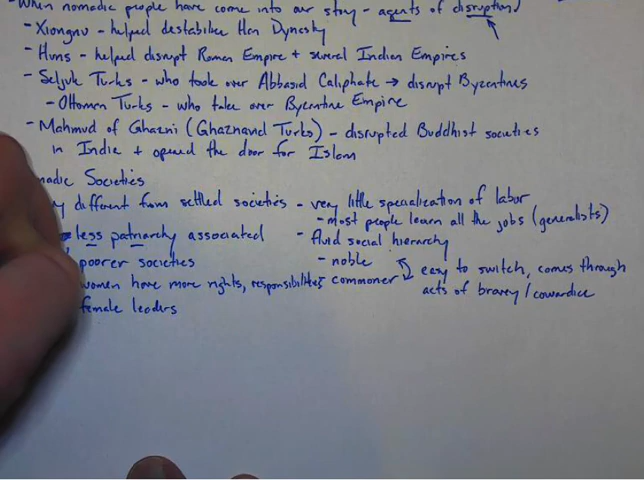 -When nomadic people have come into our story - agents of disruption!
-Xiongnu - helped destabilize Han Dynasty
-Huns - helped disrupt Roman Empire + several Indian Empires
-Seljuk Turks - who took over Abbasid Caliphate → disrupt Byzantines
-Ottoman Turks - who take over Byzantine Empire
-Mahmud of Ghazni (Ghaznavid Turks) - disrupted Buddhist societies
in India + opened the door for Islam
madic Societies
y different from settled societies - very little specialization of labor
-most people learn all the jobs (generalists)
less patriarchy associated - fluid social hierarchy
poorer societies - noble
easy to switch, comes through
women have more rights, responsibilities commoner
acts of bravery/cowardice
female leaders